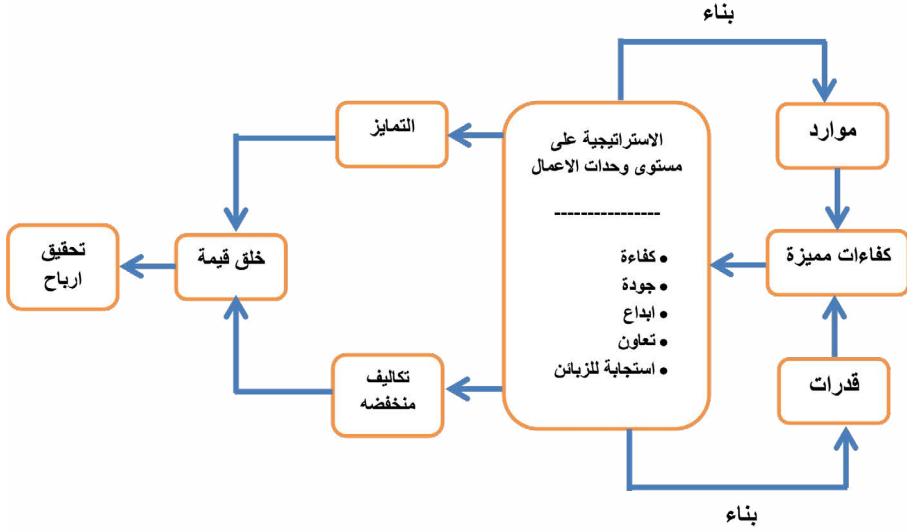 بناء
موارد
كفاءات مميزة
قدرات
بناء
الاستراتيجية على
مستوى وحدات الاعمال
----------------
• كفاءة
• جودة
• ابداع
• تعاون
• استجابة للزبائن
التمايز
تكاليف
منخفضه
خلق قيمة
تحقيق
ارباح